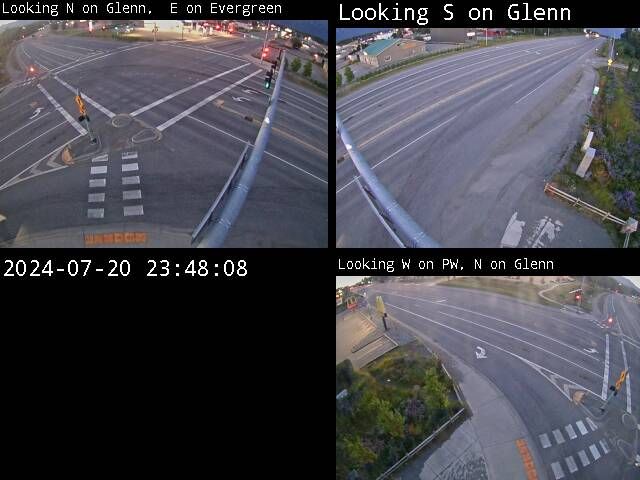 Looking N on Glenn,  E on Evergreen
Looking S on Glenn
2024-07-20 23:48:08
Looking W on PW, N on Glenn